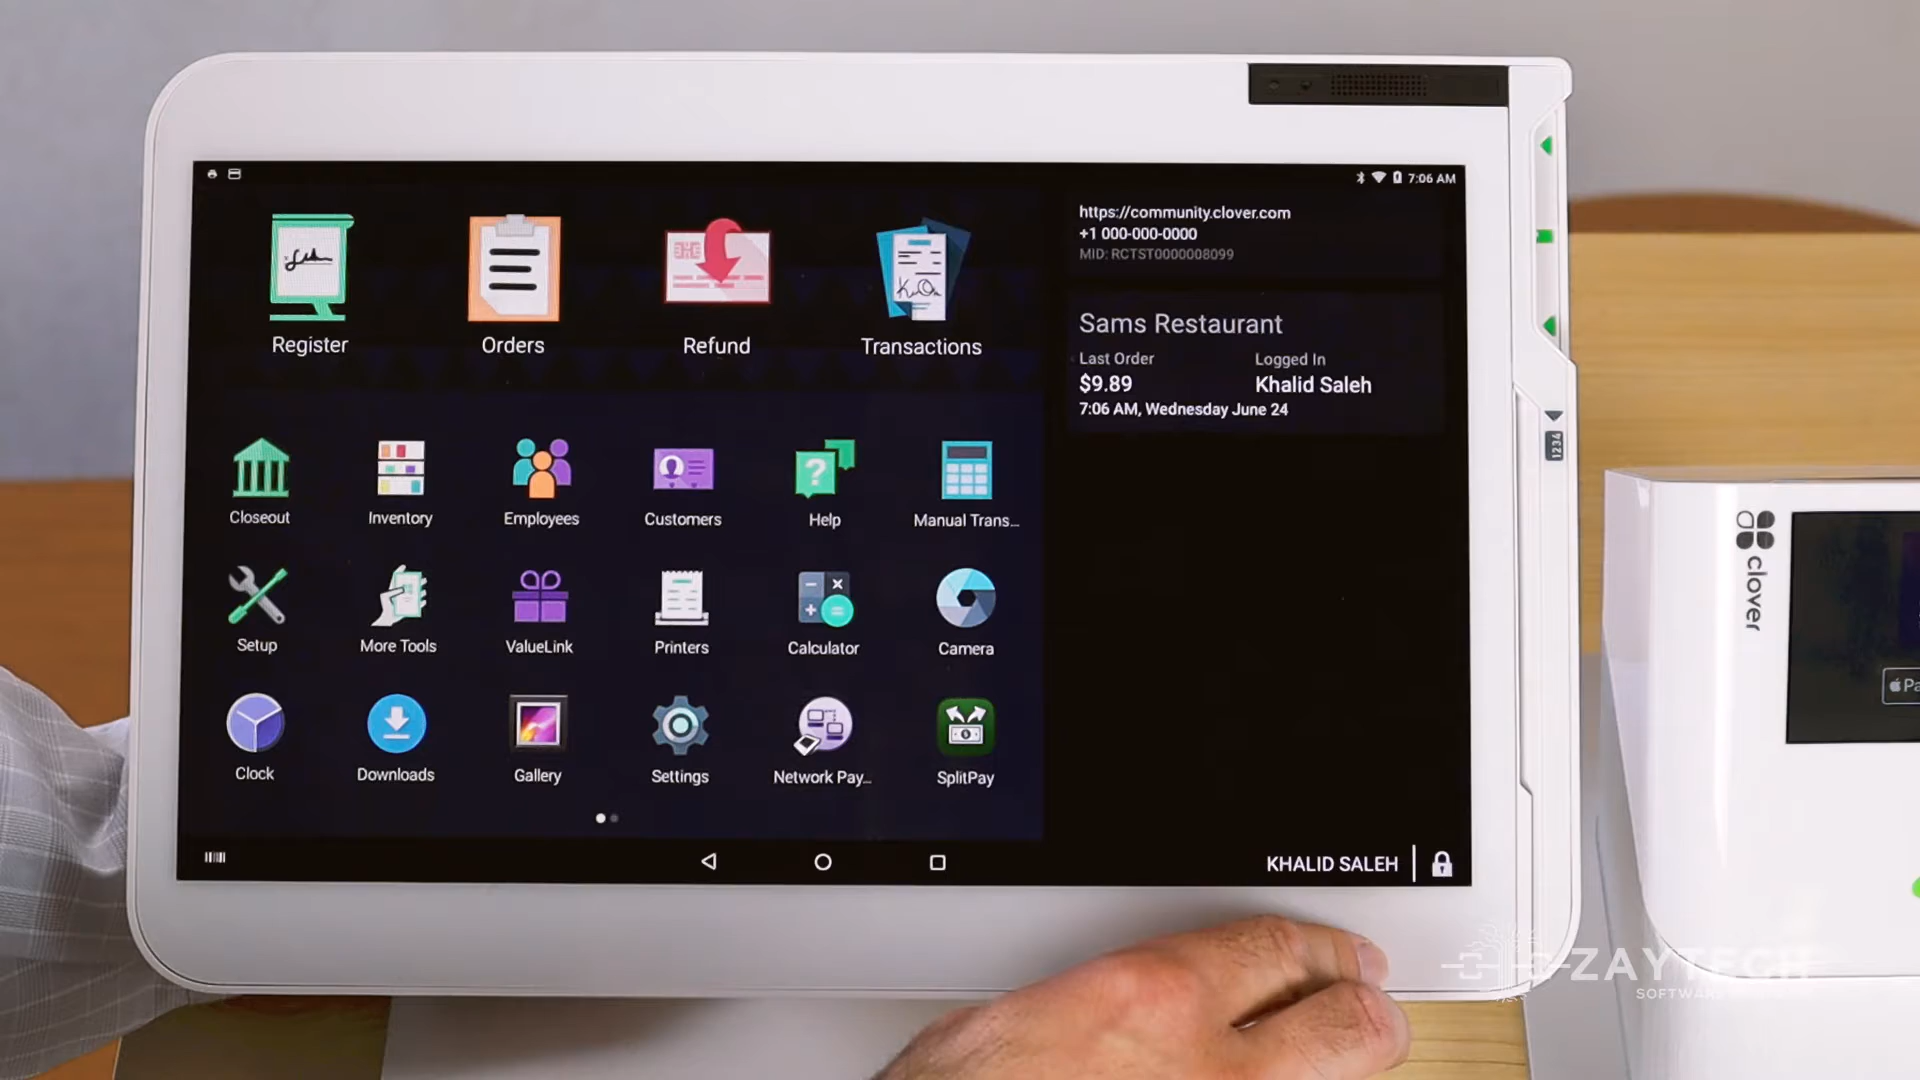 7:06 AM
https://community.clover.com
+1 000-000-0000
MID: RCTST0000008099
Register
Orders
Refund
Transactions
Sams Restaurant
Last Order
Logged In
$9.89
Khalid Saleh
7:06 AM, Wednesday June 24
Closeout
Inventory
Employees
Customers
Help
Manual Trans...
Setup
More Tools
ValueLink
Printers
Calculator
Camera
Clock
Downloads
Gallery
Settings
Network Pay...
SplitPay
KHALID SALEH
1234
clover
Pa
ZAYTECH
SOFTWARE